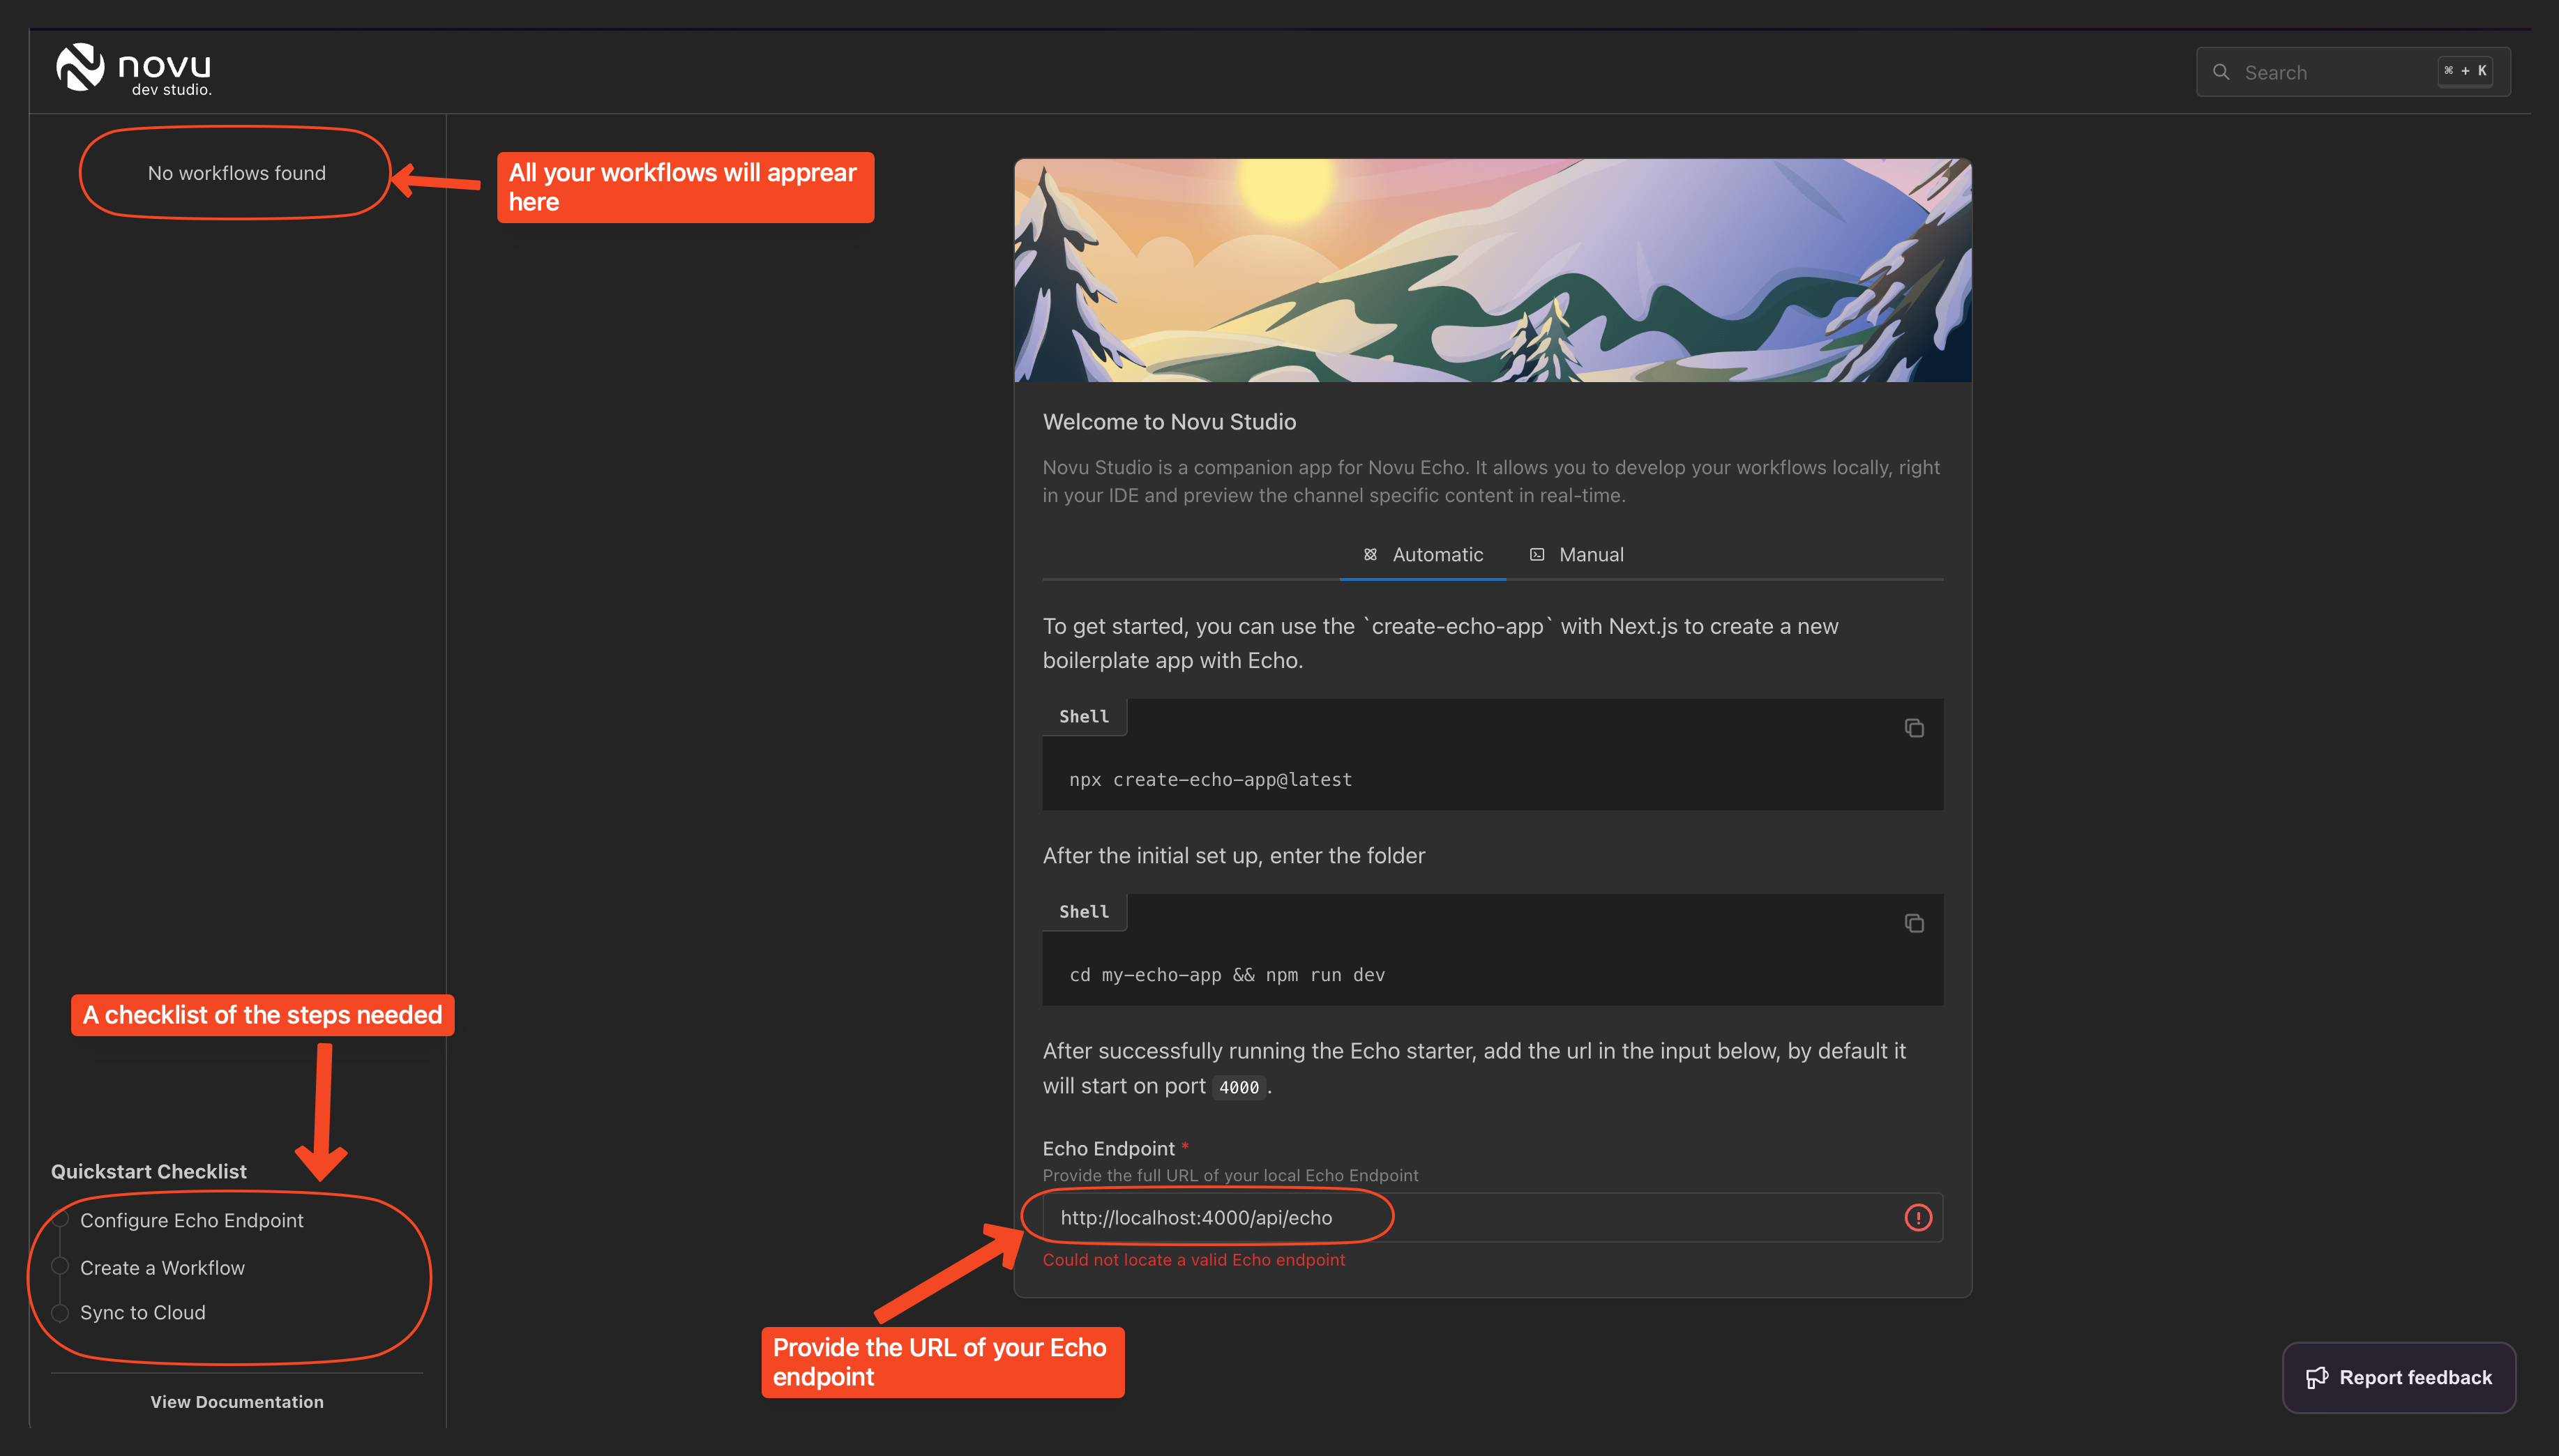 novu
dev studio.
Search
⌘ + K
No workflows found
All your workflows will apprear
here
Welcome to Novu Studio
Novu Studio is a companion app for Novu Echo. It allows you to develop your workflows locally, right
in your IDE and preview the channel specific content in real-time.
Automatic
Manual
To get started, you can use the `create-echo-app` with Next.js to create a new
boilerplate app with Echo.
Shell
npx create-echo-app@latest
After the initial set up, enter the folder
Shell
cd my-echo-app && npm run dev
After successfully running the Echo starter, add the url in the input below, by default it
will start on port 4000.
Echo Endpoint *
Provide the full URL of your local Echo Endpoint
http://localhost:4000/api/echo
Could not locate a valid Echo endpoint
Provide the URL of your Echo
endpoint
A checklist of the steps needed
Quickstart Checklist
Configure Echo Endpoint
Create a Workflow
Sync to Cloud
View Documentation
Report feedback